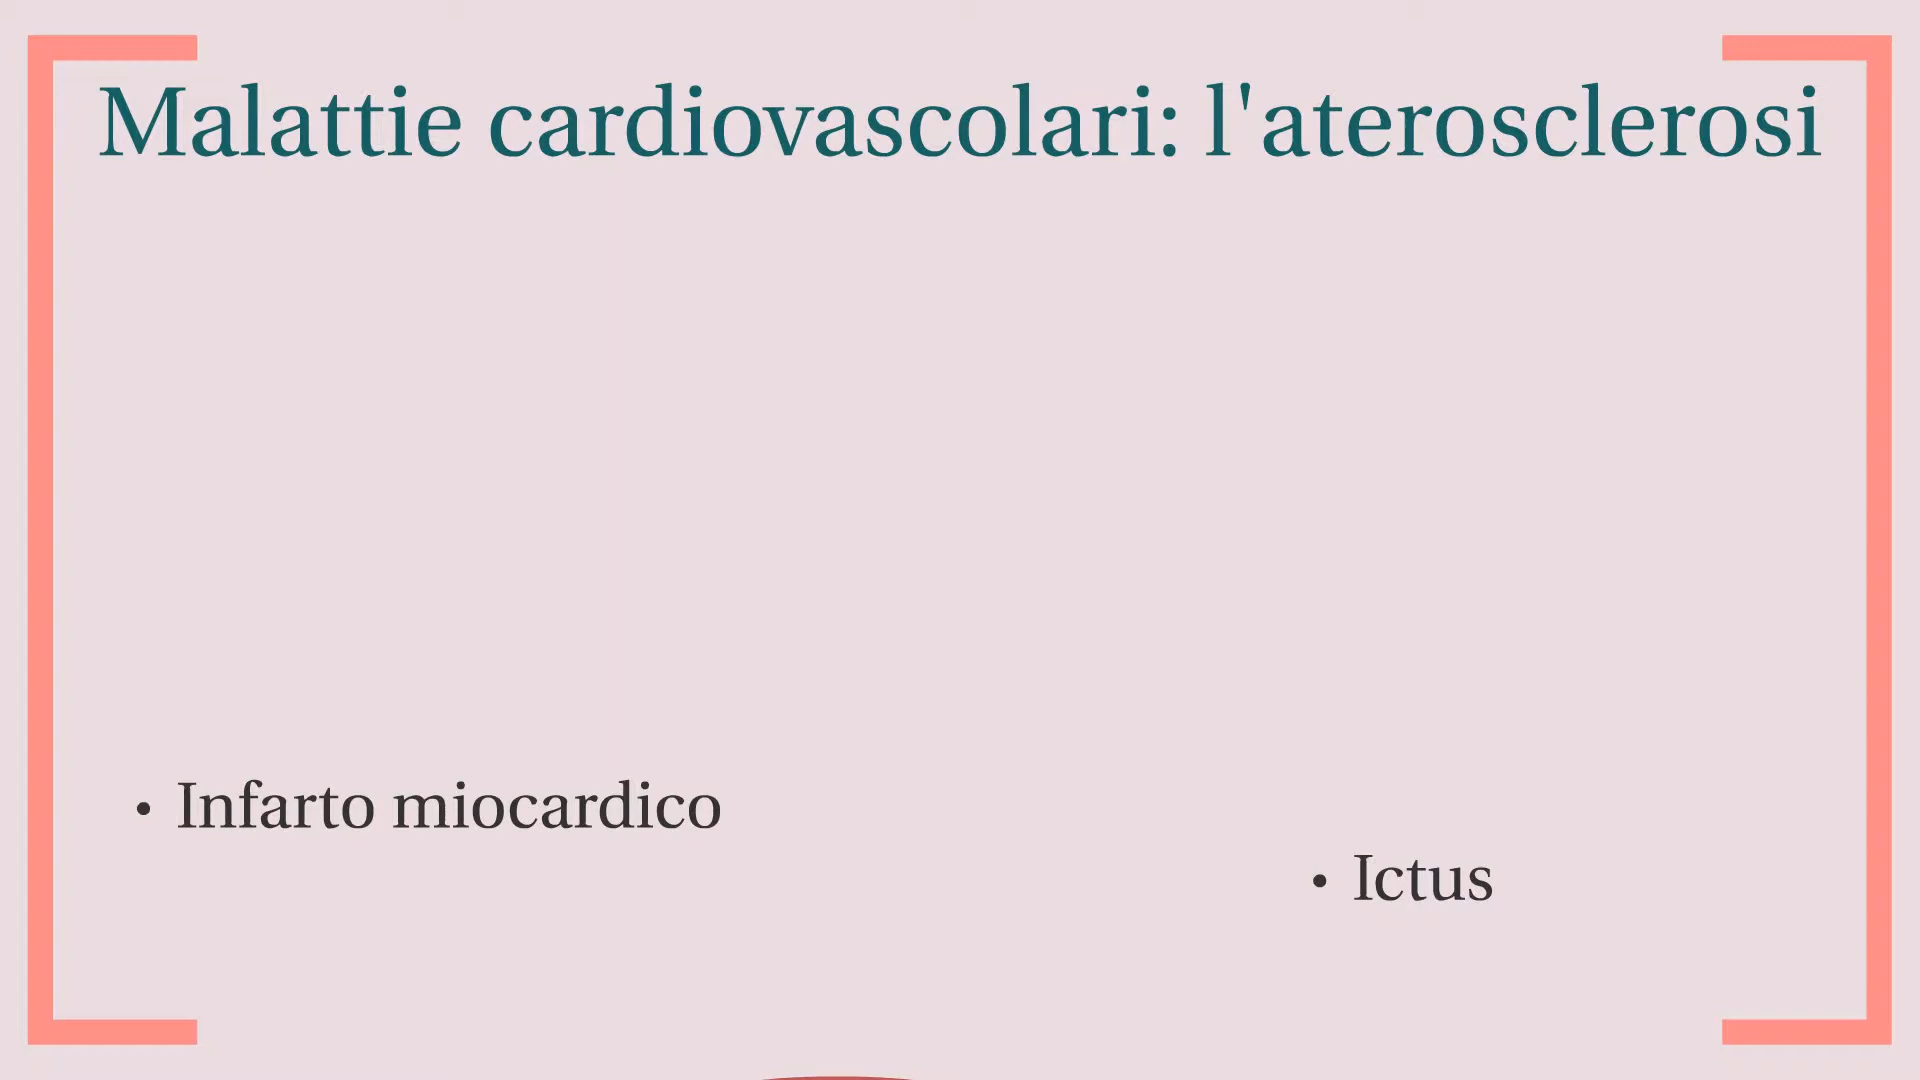 Malattie cardiovascolari: l'aterosclerosi
• Infarto miocardico
• Ictus